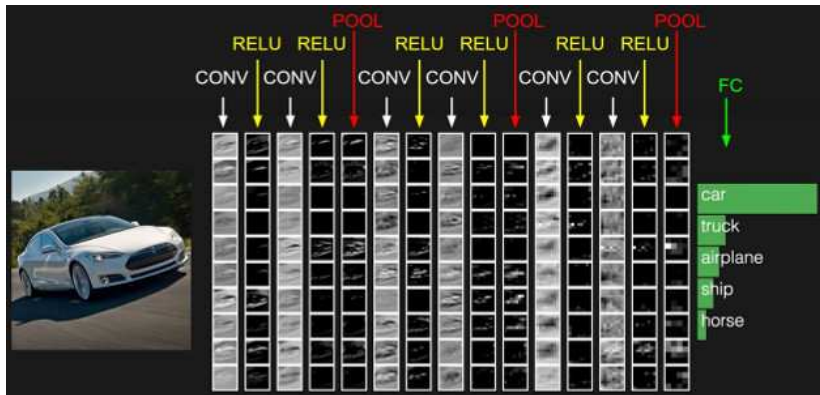 POOL POOL POOL
RELU RELU RELU RELU RELU RELU
CONV CONV CONV CONV CONV CONV
FC
car
truck
airplane
ship
horse